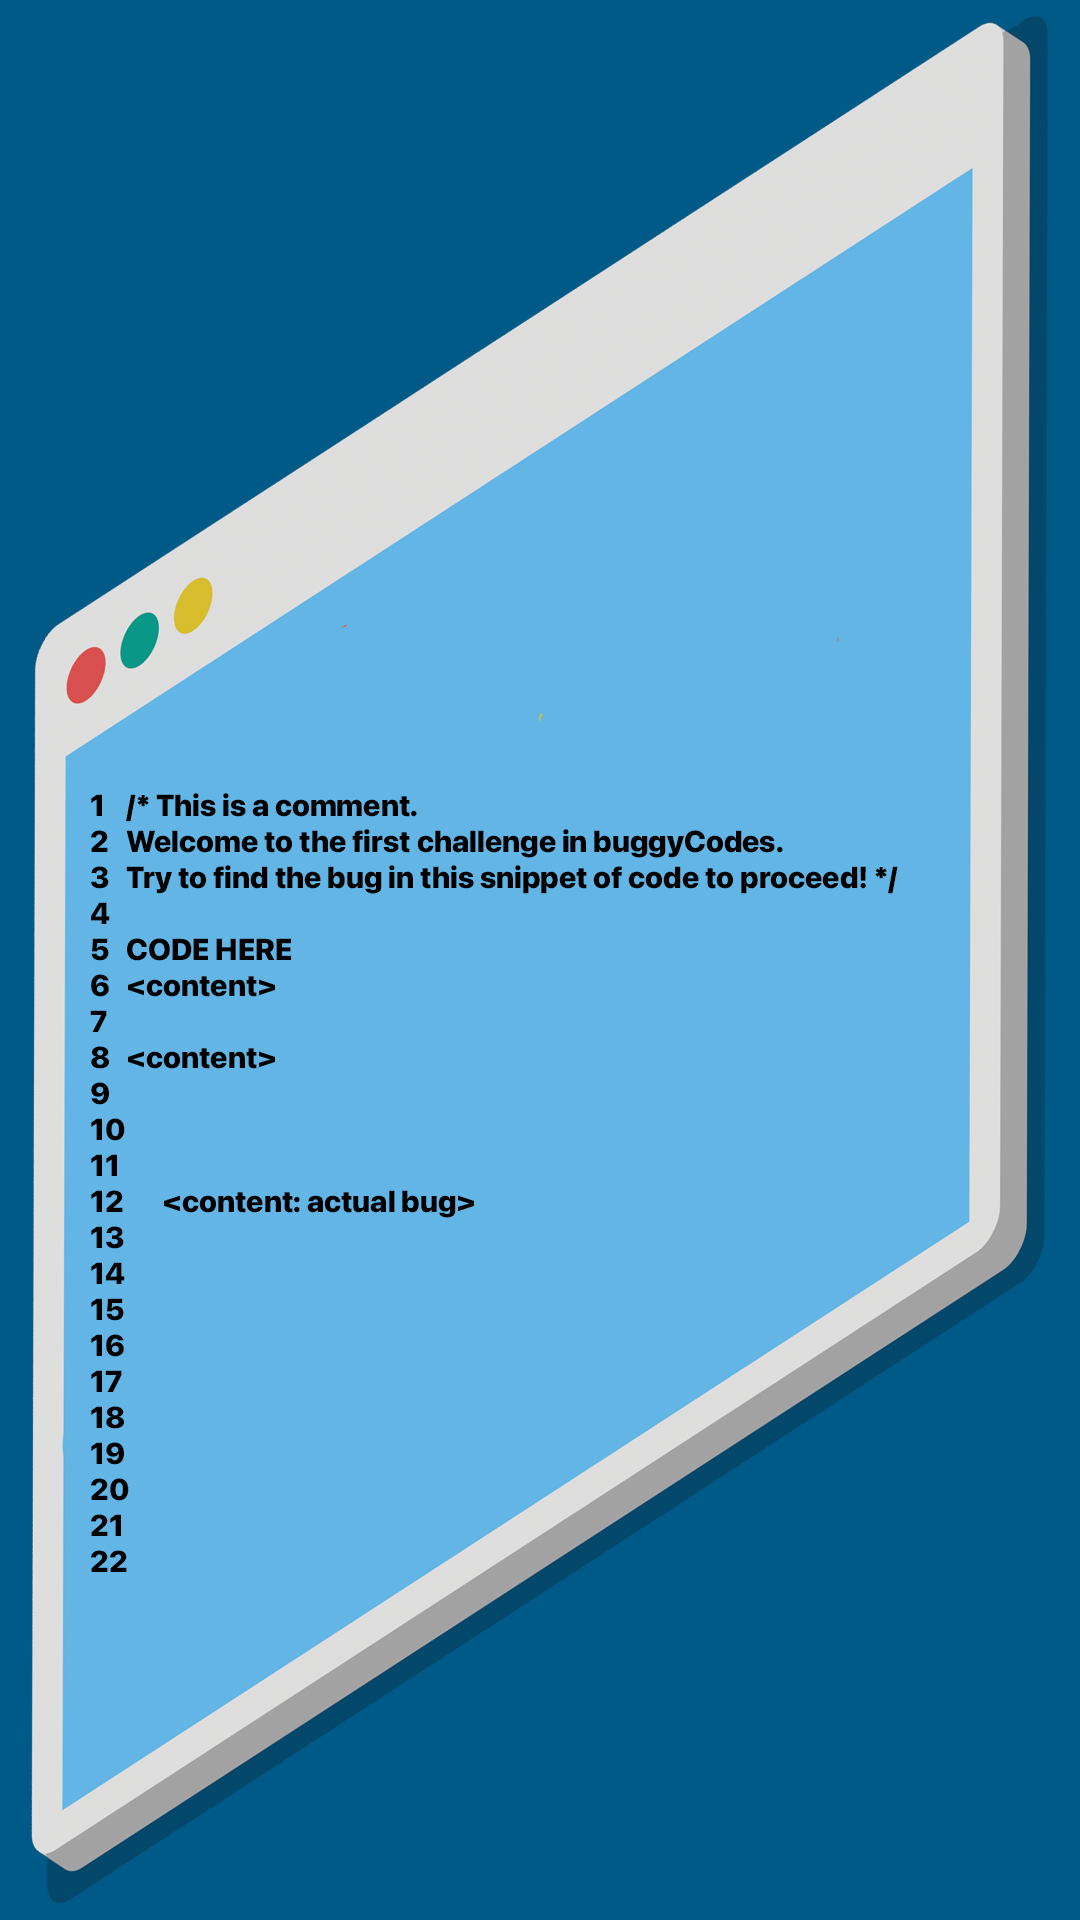 1 /* This is a comment.
2 Welcome to the first challenge in buggyCodes.
3 Try to find the bug in this snippet of code to proceed! */
4
5 CODE HERE
6 <content>
7
8 <content>
9
10
11
12 <content: actual bug>
13
14
15
16
17
18
19
20
21
22